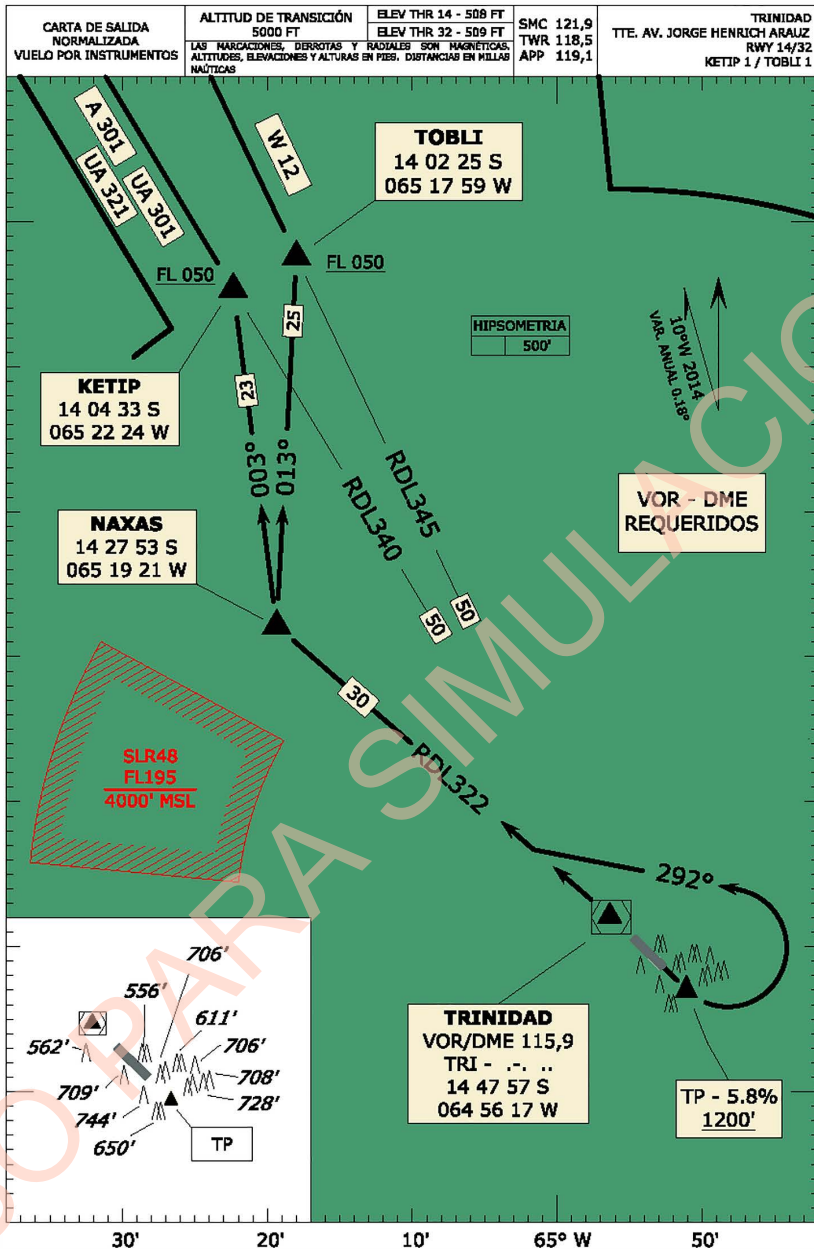 CARTA DE SALIDA
NORMALIZADA
VUELO POR INSTRUMENTOS
ALTITUD DE TRANSICIÓN
5000 FT
ELEV THR 14 - 508 FT
ELEV THR 32 - 509 FT
LAS MARCACIONES, DERROTAS Y RADIALES SON MAGNÉTICAS.
ALTITUDES, ELEVACIONES Y ALTURAS EN PIES. DISTANCIAS EN MILLAS
NAÚTICAS
SMC 121,9
TWR 118,5
APP 119,1
TRINIDAD
TTE. AV. JORGE HENRICH ARAUZ
RWY 14/32
KETIP 1 / TOBLI 1
A 301
UA 321
UA 301
W 12
TOBLI
14 02 25 S
065 17 59 W
FL 050
FL 050
25
23
HIPSOMETRIA
500'
10°W 2014
VAR. ANUAL 0.18°
KETIP
14 04 33 S
065 22 24 W
003°
013°
RDL340
RDL345
50
50
VOR - DME
REQUERIDOS
NAXAS
14 27 53 S
065 19 21 W
30
RDL322
SLR48
FL195
4000' MSL
292°
TRINIDAD
VOR/DME 115,9
TRI - .-. ..
14 47 57 S
064 56 17 W
TP - 5.8%
1200'
706'
556'
611'
562'
706'
708'
709'
728'
744'
650'
TP
30'
20'
10'
65° W
50'
SO PARA SIMULACIO